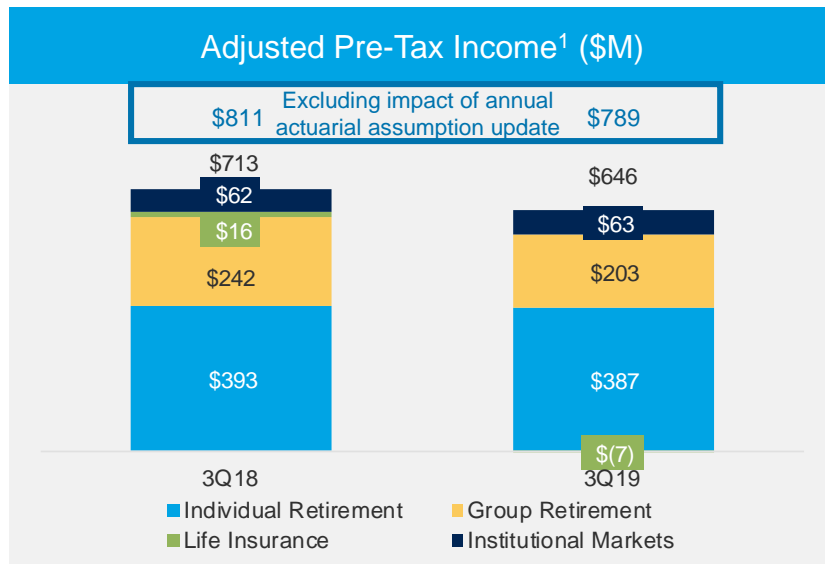 Adjusted Pre-Tax Income1 ($M)
$811 Excluding impact of annual actuarial assumption update $789
$713
$646
$62
$63
$16
$242
$203
$393
$387
$(7)
3Q18
3Q19
Individual Retirement
Group Retirement
Life Insurance
Institutional Markets